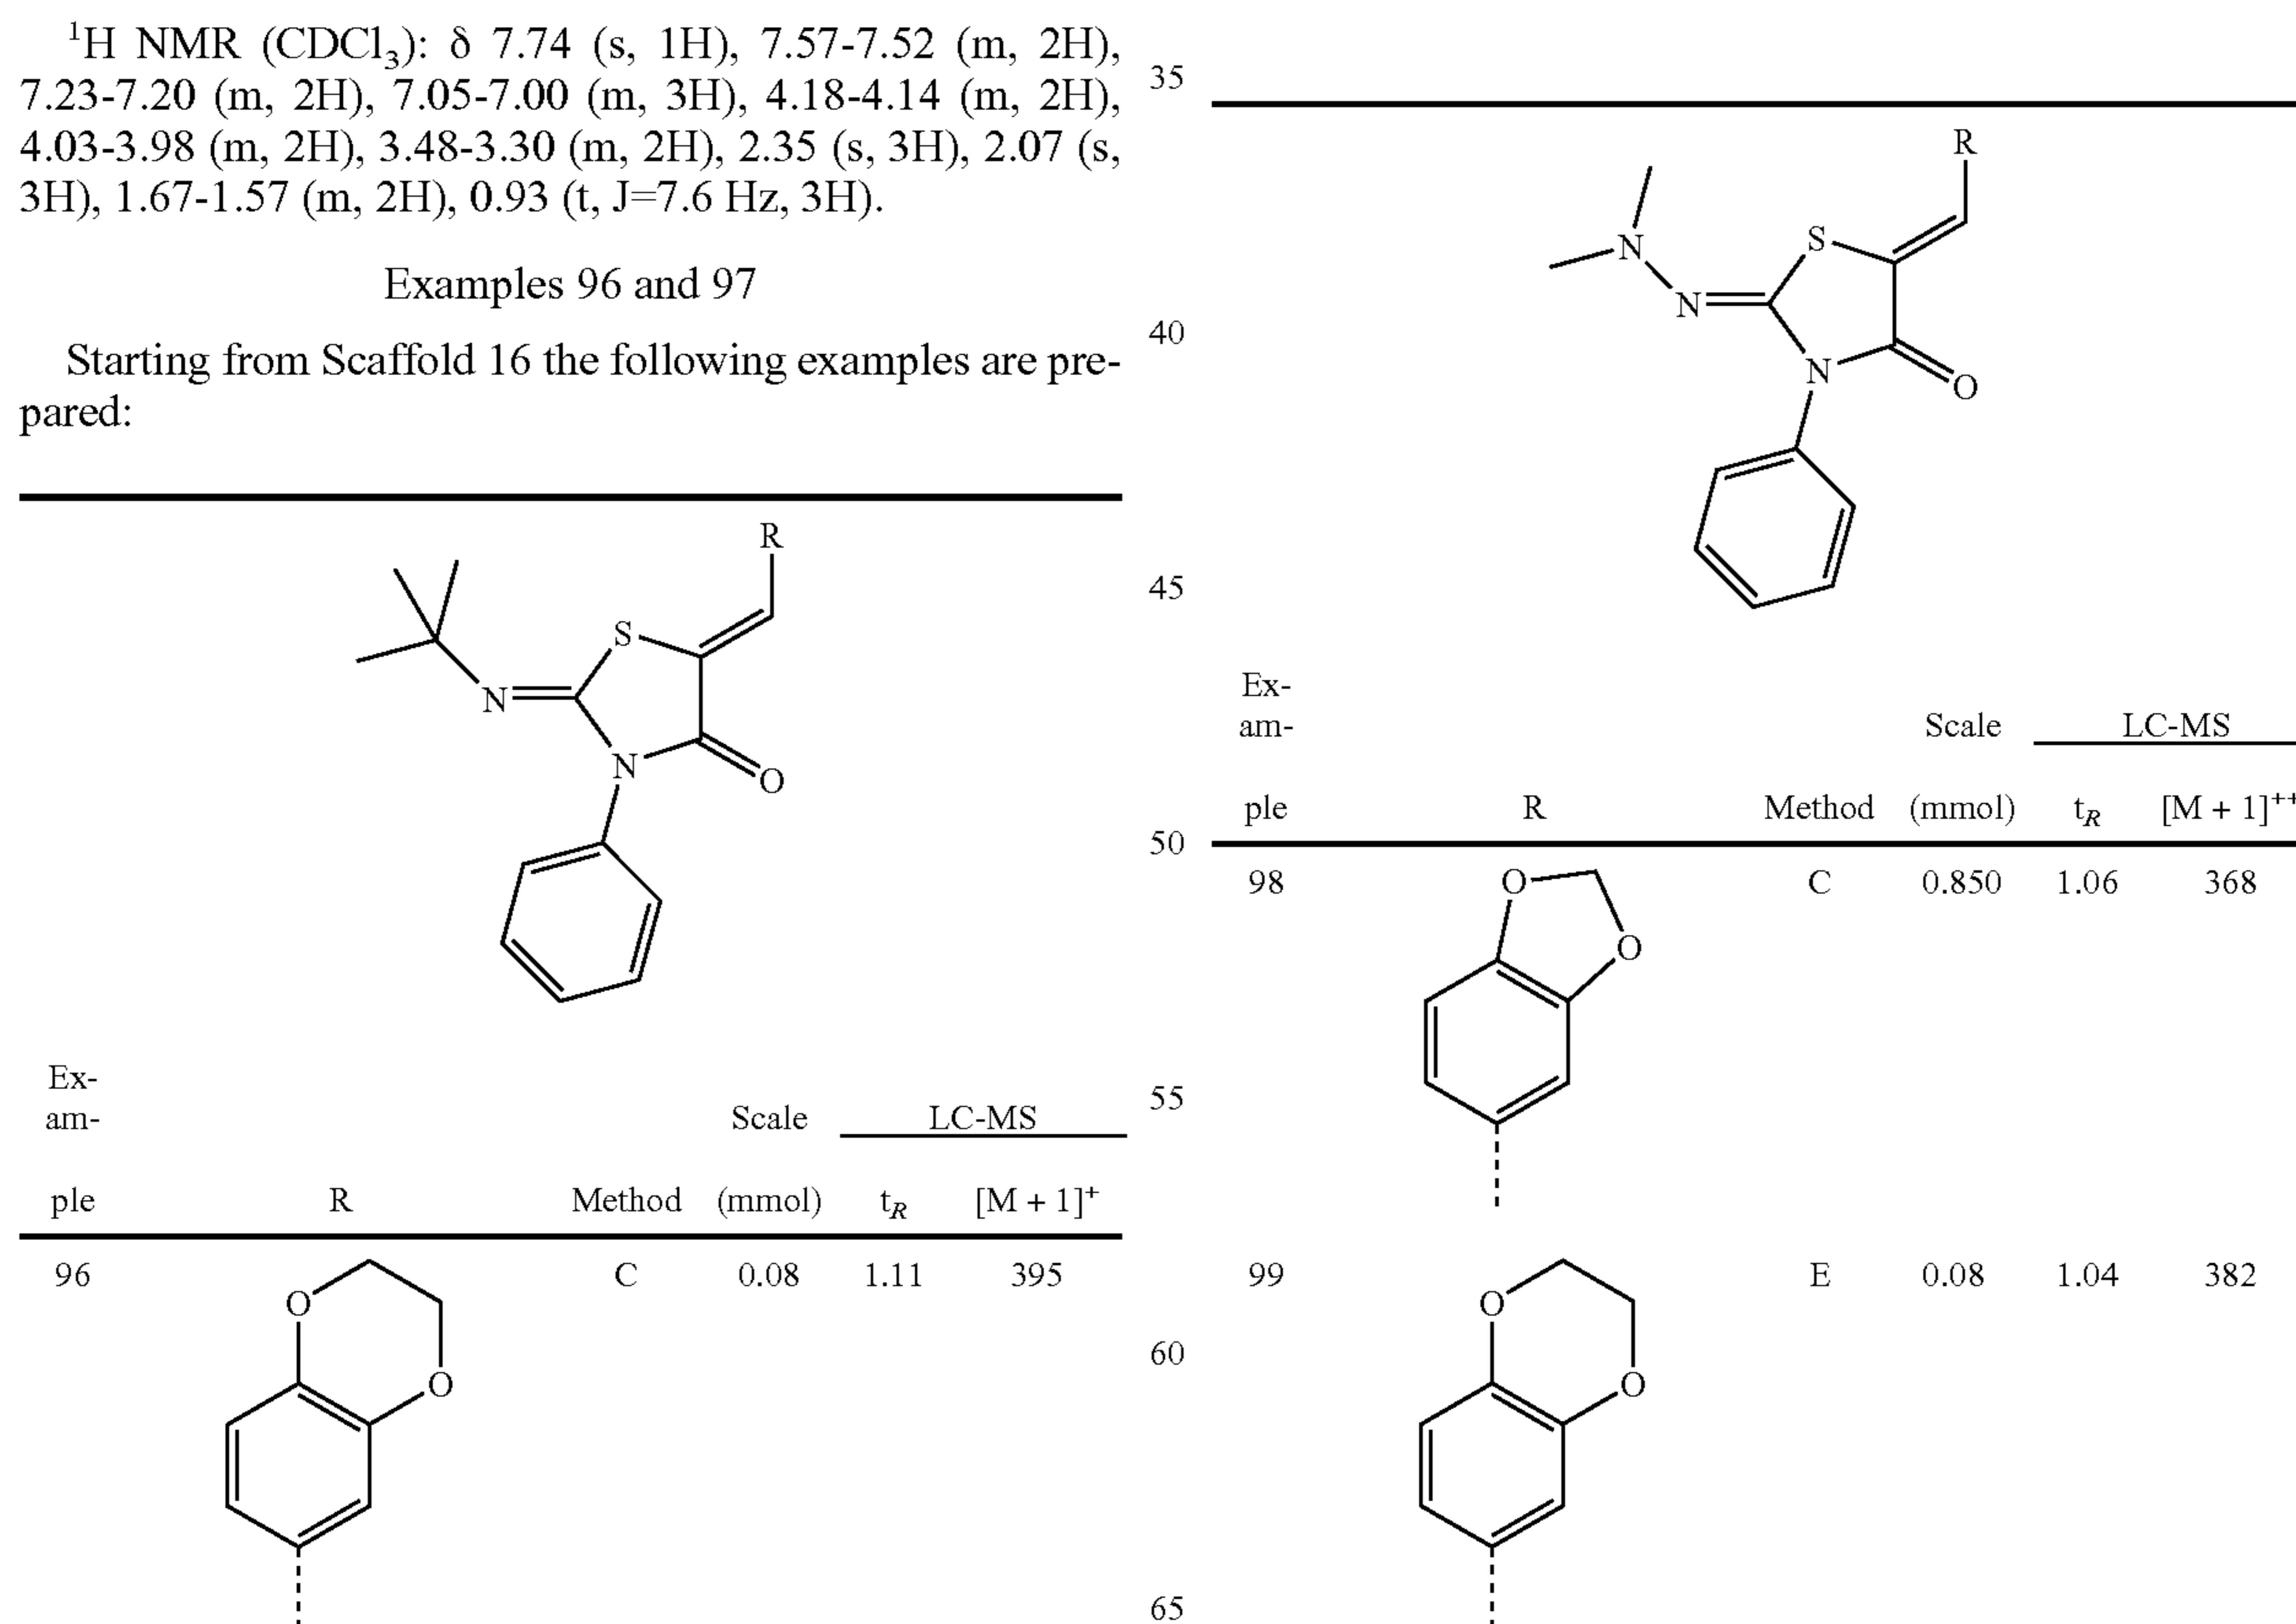 ¹H NMR (CDCl₃): δ 7.74 (s, 1H), 7.57-7.52 (m, 2H),
7.23-7.20 (m, 2H), 7.05-7.00 (m, 3H), 4.18-4.14 (m, 2H),
4.03-3.98 (m, 2H), 3.48-3.30 (m, 2H), 2.35 (s, 3H), 2.07 (s,
3H), 1.67-1.57 (m, 2H), 0.93 (t, J=7.6 Hz, 3H).
Examples 96 and 97
Starting from Scaffold 16 the following examples are pre-
pared:
R
S
N
N
O
Ex-
am-
Scale LC-MS
ple R Method (mmol) t_R [M + 1]⁺
96 C 0.08 1.11 395
O
O
35
40
45
50
55
60
65
R
N
S
N
N
O
Ex-
am-
Scale LC-MS
ple R Method (mmol) t_R [M + 1]⁺⁺
98 C 0.850 1.06 368
O
O
99 E 0.08 1.04 382
O
O